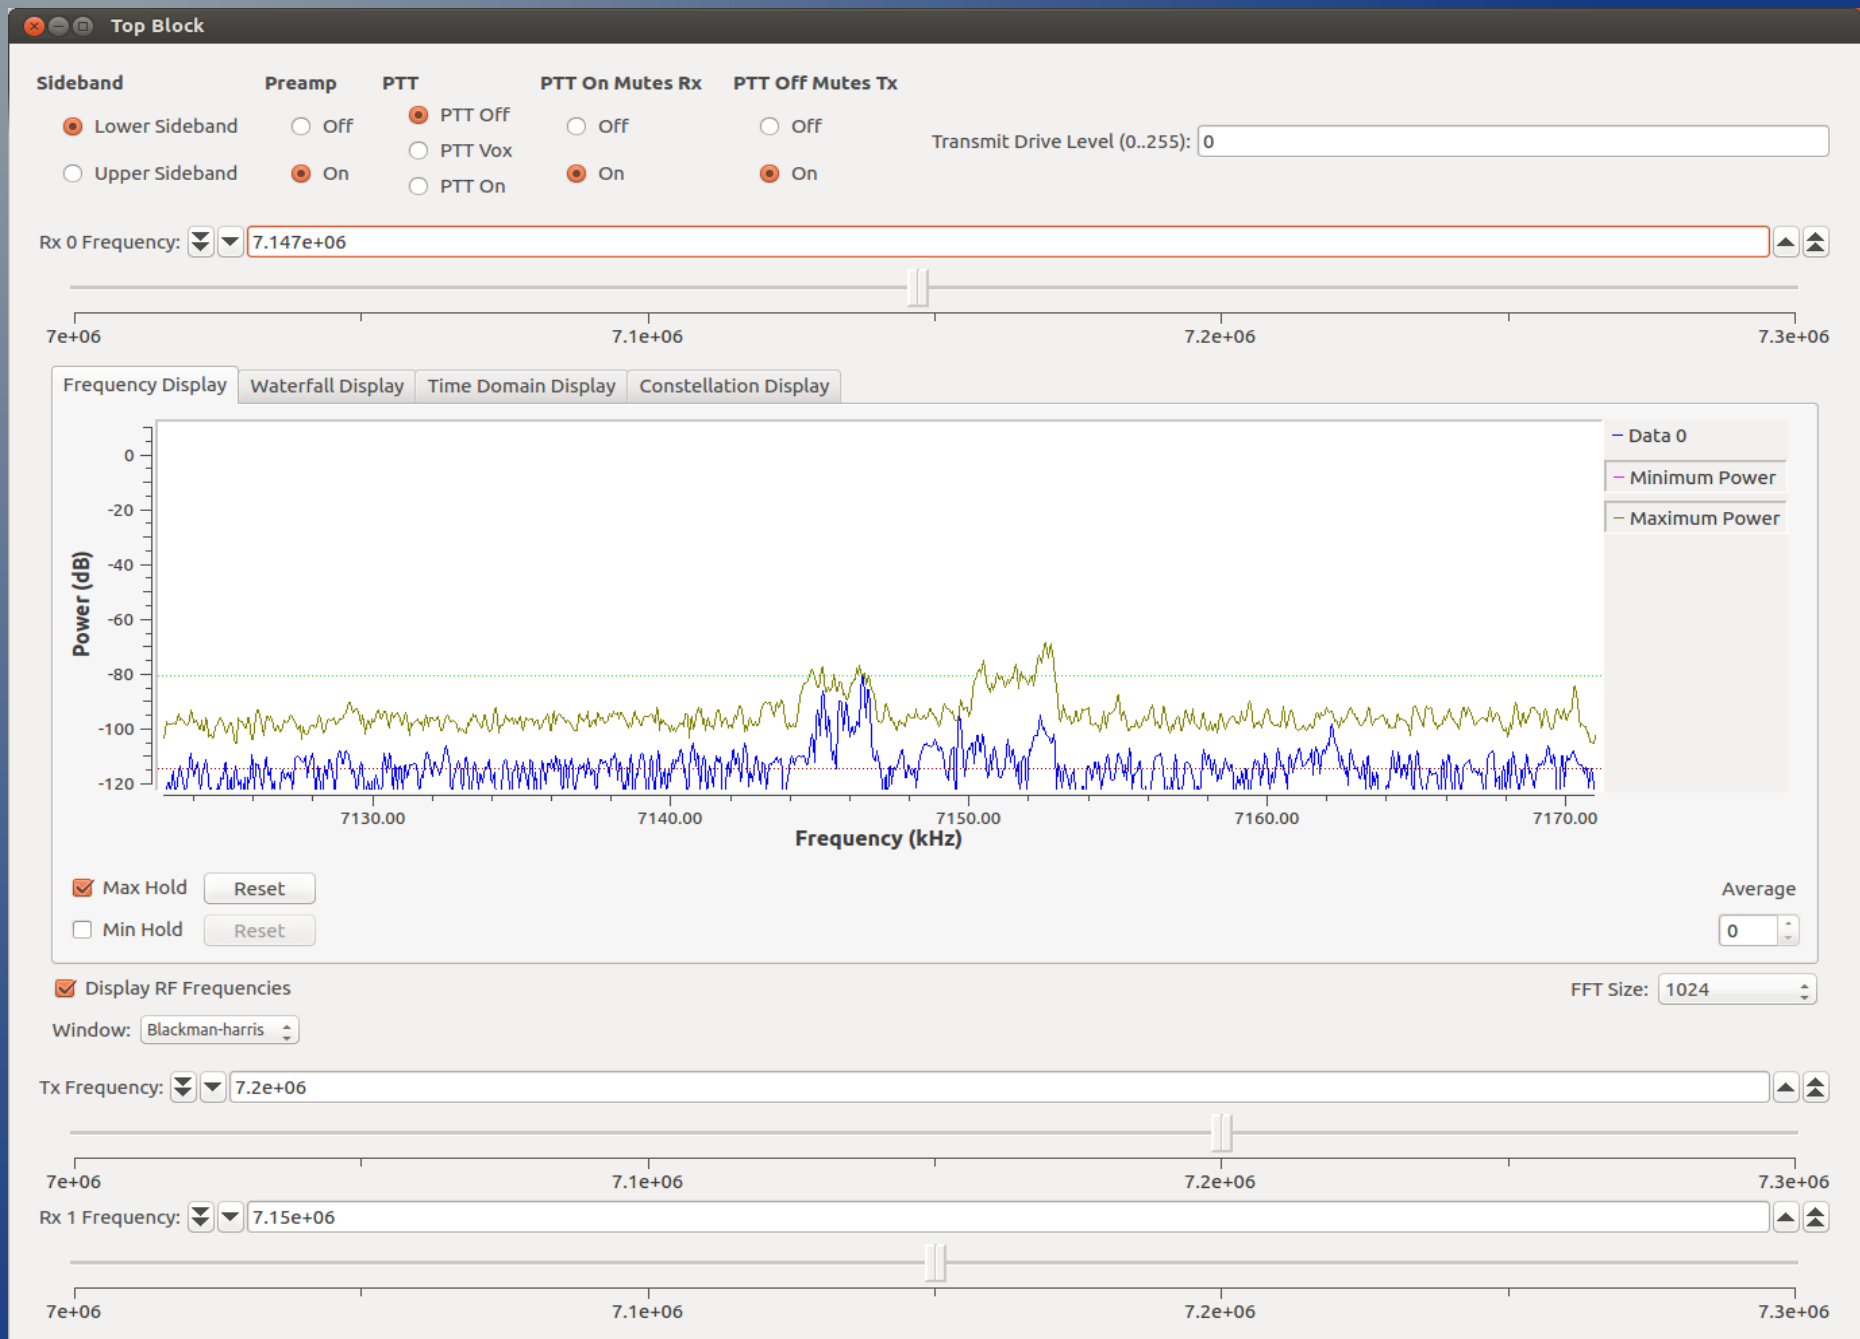 Top Block
Sideband Preamp PTT PTT On Mutes Rx PTT Off Mutes Tx
Lower Sideband Off PTT Off Off Off
PTT Vox
Upper Sideband On PTT On On On
Transmit Drive Level (0..255): 0
Rx 0 Frequency: 7.147e+06
7e+06 7.1e+06 7.2e+06 7.3e+06
Frequency Display Waterfall Display Time Domain Display Constellation Display
Data 0
Minimum Power
Maximum Power
Power (dB)
0
-20
-40
-60
-80
-100
-120
7130.00 7140.00 7150.00 7160.00 7170.00
Frequency (kHz)
Max Hold Reset Average
Min Hold Reset 0
Display RF Frequencies FFT Size: 1024
Window: Blackman-harris
Tx Frequency: 7.2e+06
7e+06 7.1e+06 7.2e+06 7.3e+06
Rx 1 Frequency: 7.15e+06
7e+06 7.1e+06 7.2e+06 7.3e+06